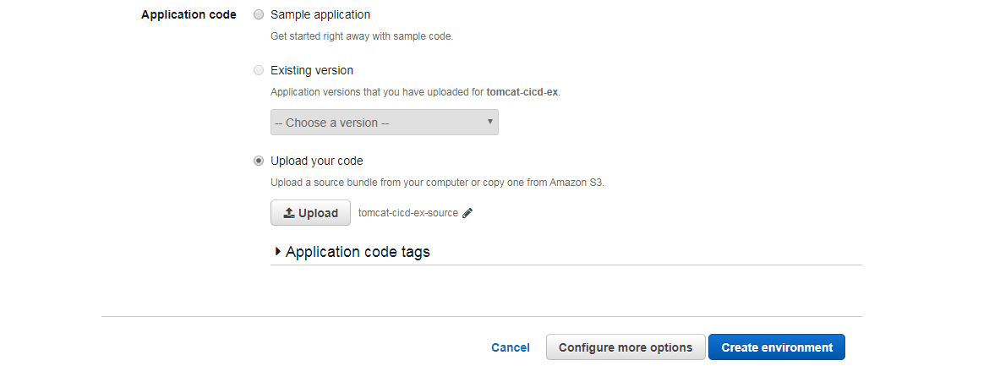 Application code
Sample application
Get started right away with sample code.
Existing version
Application versions that you have uploaded for tomcat-cicd-ex.
-- Choose a version --
Upload your code
Upload a source bundle from your computer or copy one from Amazon S3.
Upload tomcat-cicd-ex-source
Application code tags
Cancel Configure more options Create environment